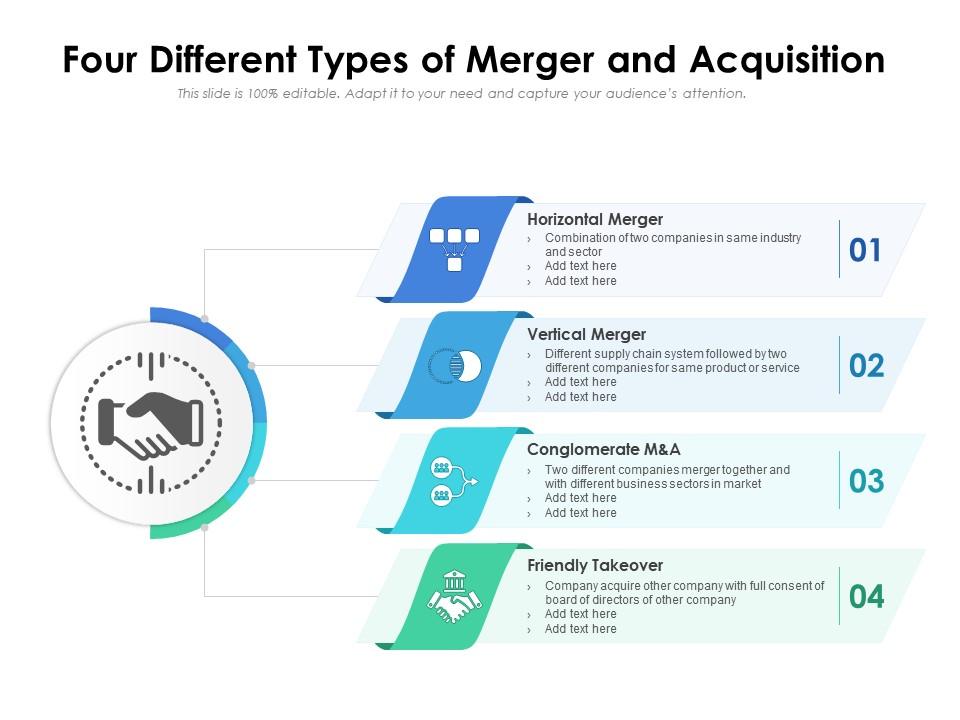 Four Different Types of Merger and Acquisition
This slide is 100% editable. Adapt it to your need and capture your audience's attention.
Horizontal Merger
› Combination of two companies in same industry
and sector
› Add text here
› Add text here
01
Vertical Merger
› Different supply chain system followed by two
different companies for same product or service
› Add text here
› Add text here
02
Conglomerate M&A
› Two different companies merger together and
with different business sectors in market
› Add text here
› Add text here
03
Friendly Takeover
› Company acquire other company with full consent of
board of directors of other company
› Add text here
› Add text here
04